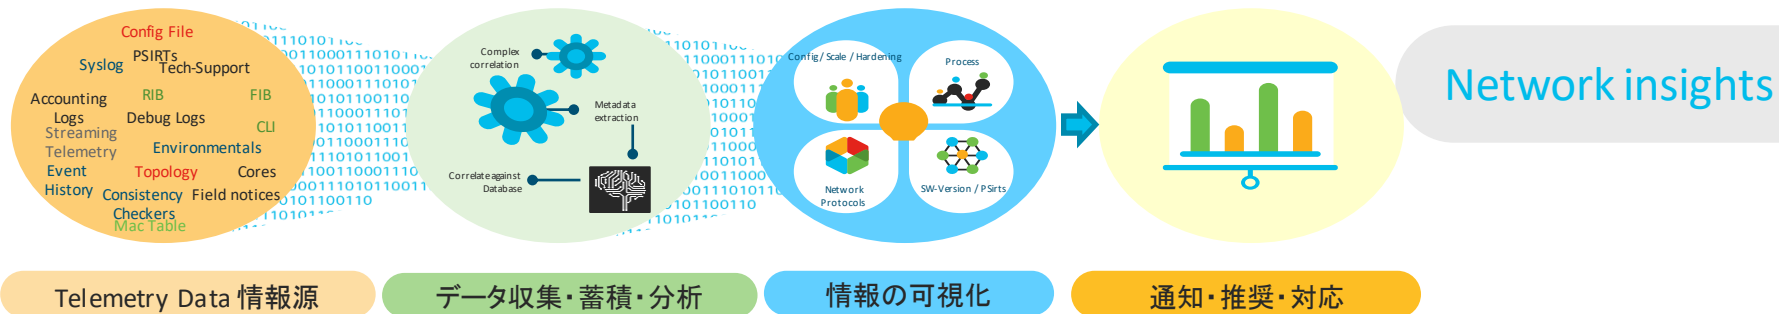 Config File
PSIRTs
Syslog
Tech-Support
Accounting
Logs
RIB
FIB
Debug Logs
CLI
Streaming
Telemetry
Environmentals
Event
History
Topology
Cores
Consistency
Checkers
Field notices
Mac Table
Complex
correlation
Metadata
extraction
Correlate against
Database
Config / Scale / Hardening
Process
Network
Protocols
SW-Version / PSirts
Network insights
Telemetry Data 情報源
データ収集・蓄積・分析
情報の可視化
通知・推奨・対応